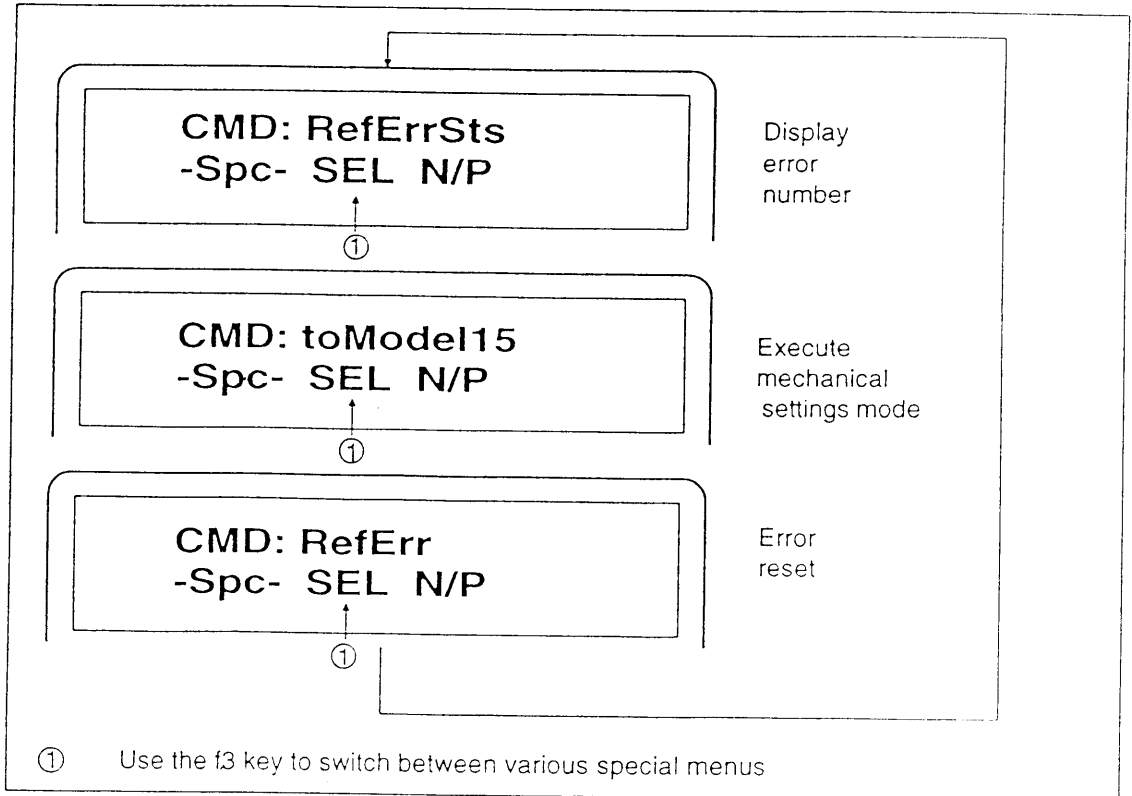 CMD: RefErrSts
-Spc- SEL N/P
①
Display
error
number
CMD: toModel15
-Spc- SEL N/P
①
Execute
mechanical
settings mode
CMD: RefErr
-Spc- SEL N/P
①
Error
reset
① Use the f3 key to switch between various special menus